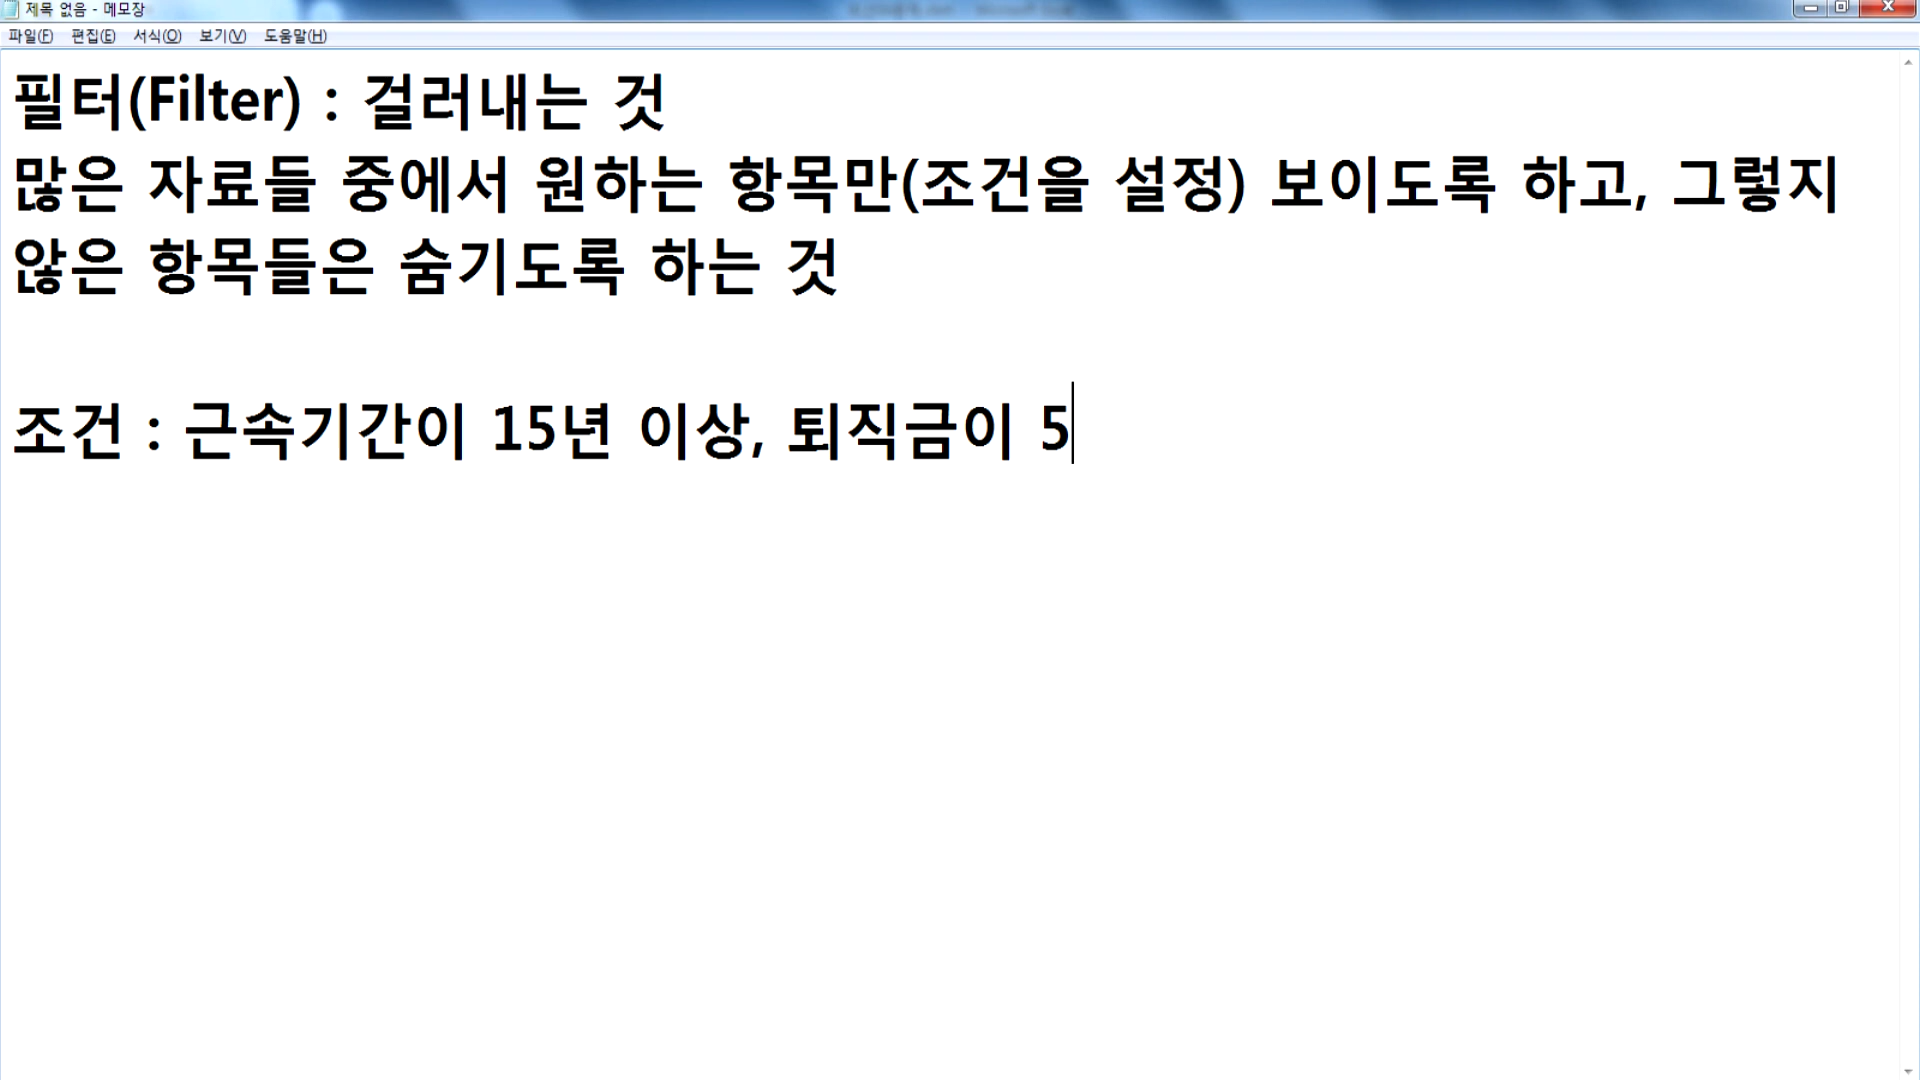 제목 없음 - 메모장
파일(F) 편집(E) 서식(O) 보기(V) 도움말(H)
필터(Filter) : 걸러내는 것
많은 자료들 중에서 원하는 항목만(조건을 설정) 보이도록 하고, 그렇지
않은 항목들은 숨기도록 하는 것
조건 : 근속기간이 15년 이상, 퇴직금이 5